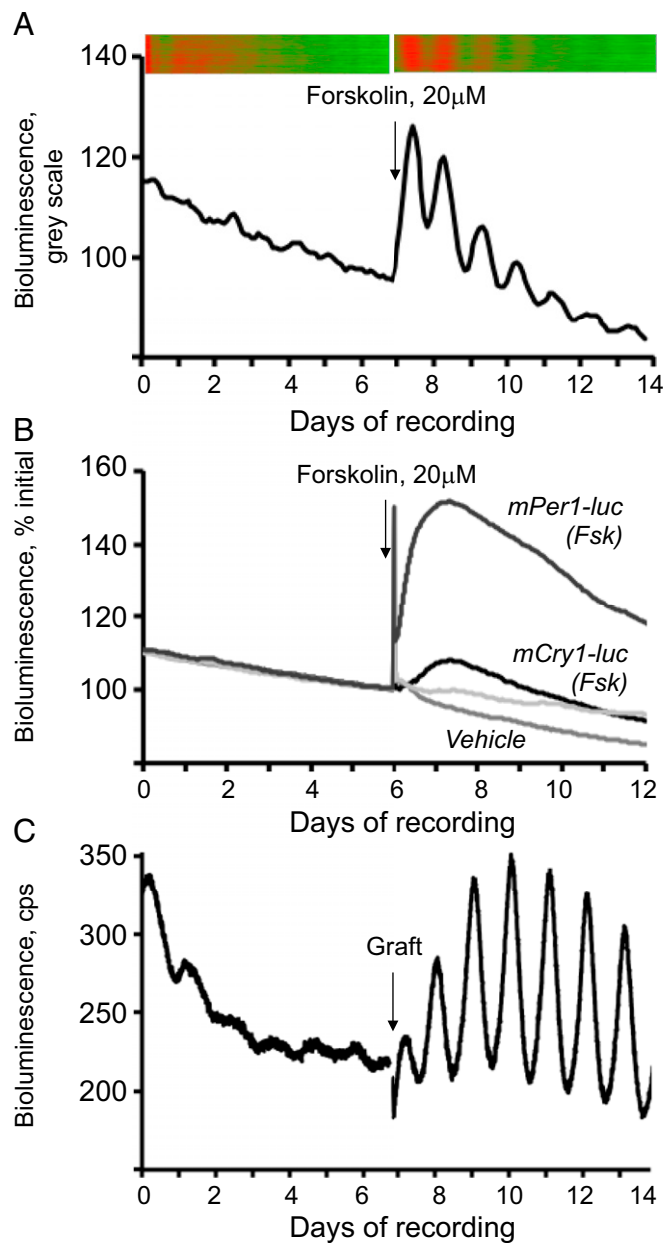 A
140
120
100
Bioluminescence,
grey scale
Forskolin, 20μM
0 2 4 6 8 10 12 14
Days of recording
B
160
140
120
100
Bioluminescence, % initial
Forskolin, 20μM
mPer1-luc
(Fsk)
mCry1-luc
(Fsk)
Vehicle
0 2 4 6 8 10 12
Days of recording
C
350
300
250
200
Bioluminescence, cps
Graft
0 2 4 6 8 10 12 14
Days of recording